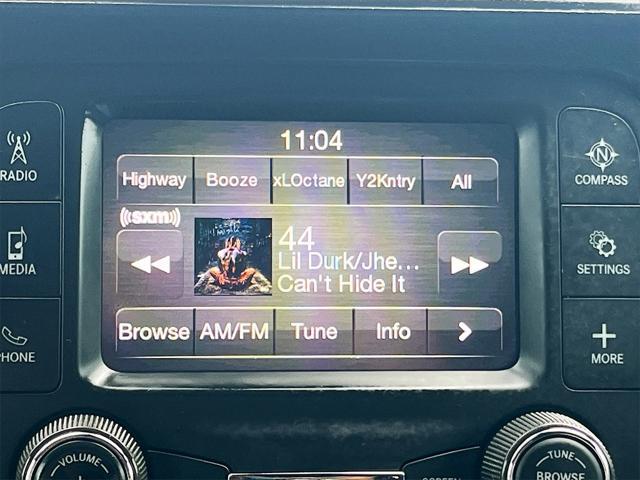 11:04
Highway Booze xLOctane Y2Kntry All
((sxm))
44
Lil Durk/Jhe...
Can't Hide It
Browse AM/FM Tune Info >
RADIO
MEDIA
PHONE
COMPASS
SETTINGS
MORE
VOLUME
TUNE
BROWSE